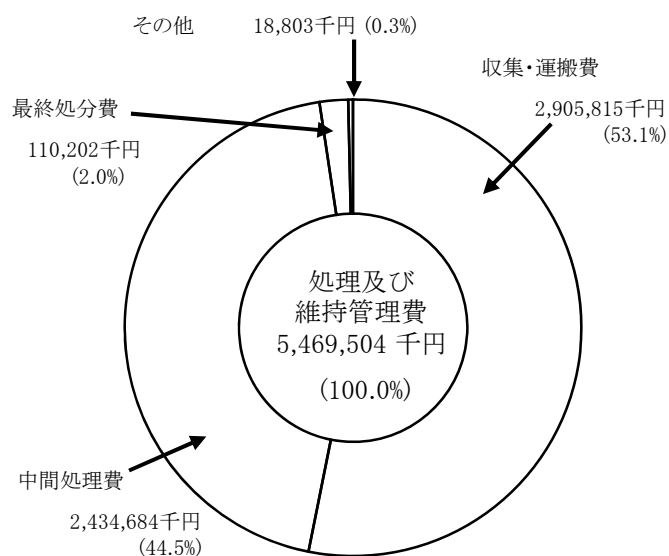 その他 18,803千円 (0.3%)
収集・運搬費
2,905,815千円
(53.1%)
最終処分費
110,202千円
(2.0%)
処理及び
維持管理費
5,469,504 千円
(100.0%)
中間処理費
2,434,684千円
(44.5%)